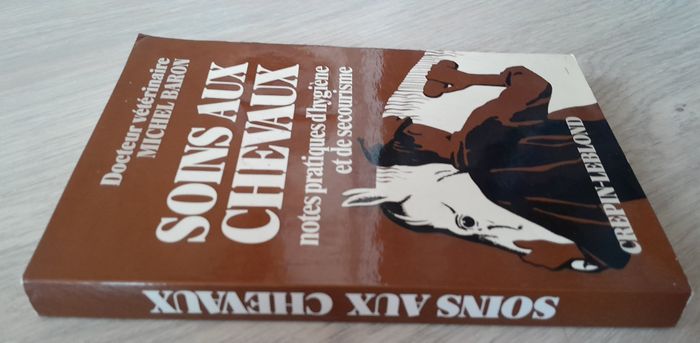 Docteur vétérinaire
MICHEL BARON
SOINS AUX
CHEVAUX
notes pratiques d'hygiène
et de secourisme
CREPIN-LEBLOND
SOINS AUX CHEVAUX